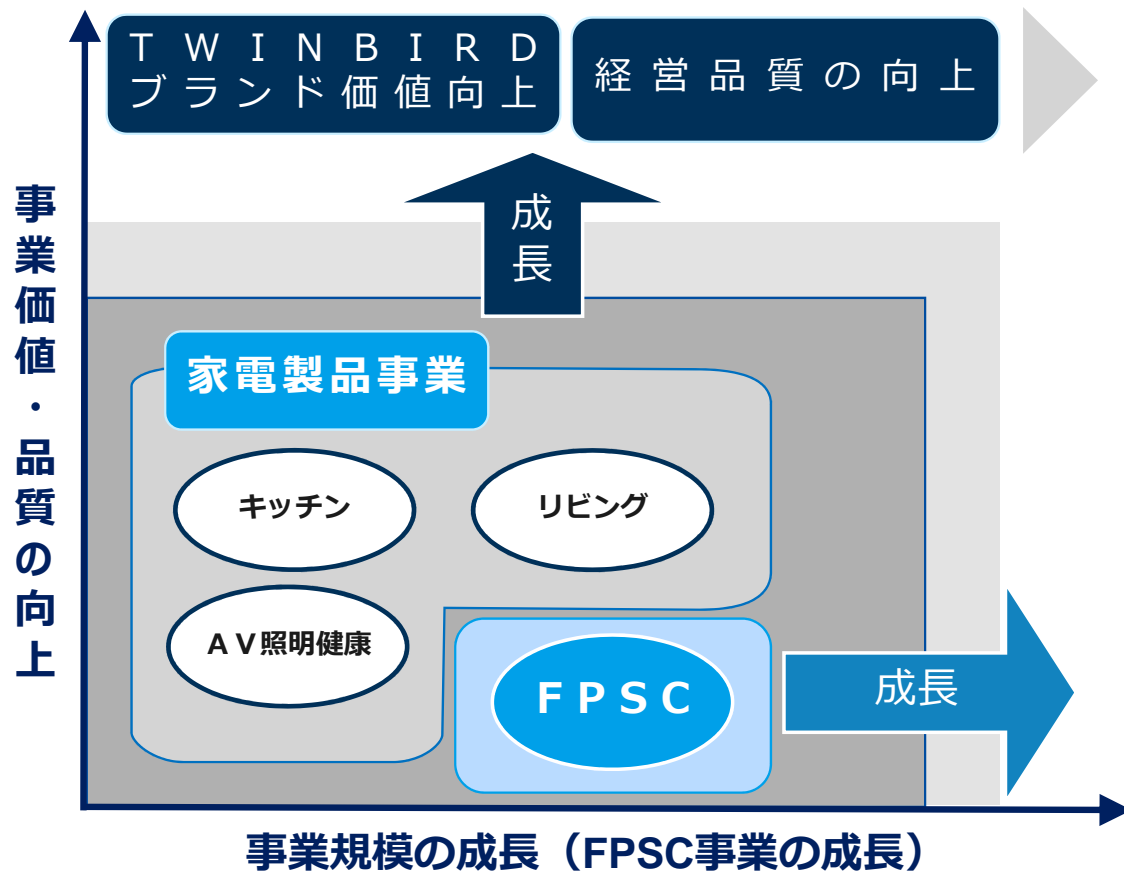 ＴＷＩＮＢＩＲＤ
ブランド価値向上
経営品質の向上
成長
事業価値・品質の向上
家電製品事業
キッチン
リビング
ＡＶ照明健康
ＦＰＳＣ
成長
事業規模の成長（FPSC事業の成長）